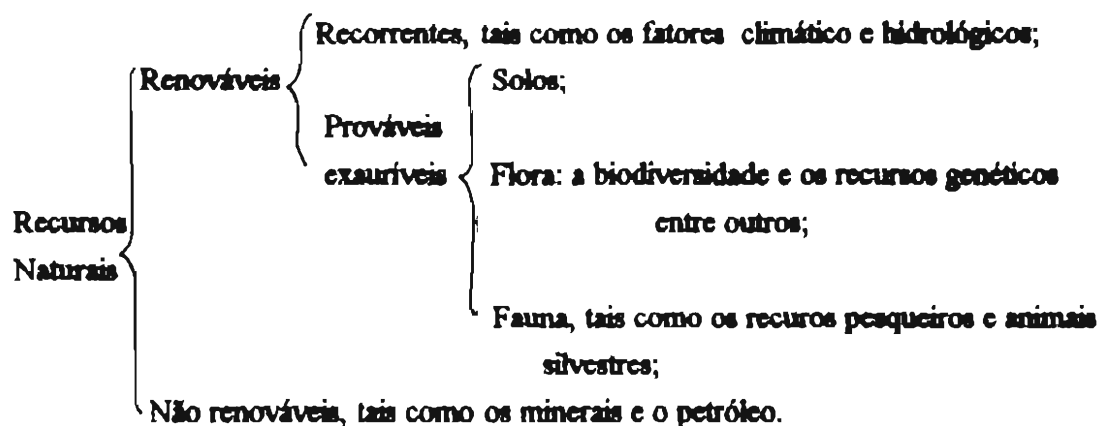 Recorrentes, tais como os fatores climático e hidrológicos;
Renováveis
Solos;
Prováveis
exauríveis
Flora: a biodiversidade e os recursos genéticos
entre outros;
Recursos
Naturais
Fauna, tais como os recuros pesqueiros e animais
silvestres;
Não renováveis, tais como os minerais e o petróleo.